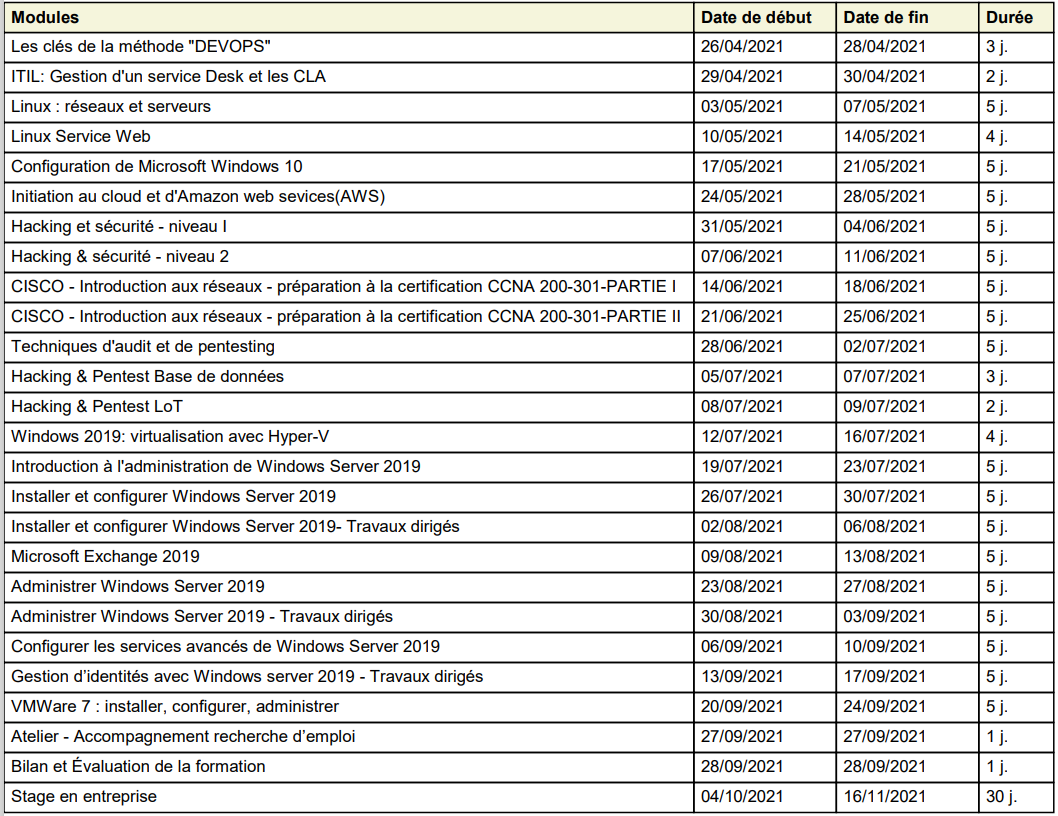 Modules Date de début Date de fin Durée
Les clés de la méthode "DEVOPS" 26/04/2021 28/04/2021 3 j.
ITIL: Gestion d'un service Desk et les CLA 29/04/2021 30/04/2021 2 j.
Linux : réseaux et serveurs 03/05/2021 07/05/2021 5 j.
Linux Service Web 10/05/2021 14/05/2021 4 j.
Configuration de Microsoft Windows 10 17/05/2021 21/05/2021 5 j.
Initiation au cloud et d'Amazon web sevices(AWS) 24/05/2021 28/05/2021 5 j.
Hacking et sécurité - niveau I 31/05/2021 04/06/2021 5 j.
Hacking & sécurité - niveau 2 07/06/2021 11/06/2021 5 j.
CISCO - Introduction aux réseaux - préparation à la certification CCNA 200-301-PARTIE I 14/06/2021 18/06/2021 5 j.
CISCO - Introduction aux réseaux - préparation à la certification CCNA 200-301-PARTIE II 21/06/2021 25/06/2021 5 j.
Techniques d'audit et de pentesting 28/06/2021 02/07/2021 5 j.
Hacking & Pentest Base de données 05/07/2021 07/07/2021 3 j.
Hacking & Pentest LoT 08/07/2021 09/07/2021 2 j.
Windows 2019: virtualisation avec Hyper-V 12/07/2021 16/07/2021 4 j.
Introduction à l'administration de Windows Server 2019 19/07/2021 23/07/2021 5 j.
Installer et configurer Windows Server 2019 26/07/2021 30/07/2021 5 j.
Installer et configurer Windows Server 2019- Travaux dirigés 02/08/2021 06/08/2021 5 j.
Microsoft Exchange 2019 09/08/2021 13/08/2021 5 j.
Administrer Windows Server 2019 23/08/2021 27/08/2021 5 j.
Administrer Windows Server 2019 - Travaux dirigés 30/08/2021 03/09/2021 5 j.
Configurer les services avancés de Windows Server 2019 06/09/2021 10/09/2021 5 j.
Gestion d’identités avec Windows server 2019 - Travaux dirigés 13/09/2021 17/09/2021 5 j.
VMWare 7 : installer, configurer, administrer 20/09/2021 24/09/2021 5 j.
Atelier - Accompagnement recherche d’emploi 27/09/2021 27/09/2021 1 j.
Bilan et Évaluation de la formation 28/09/2021 28/09/2021 1 j.
Stage en entreprise 04/10/2021 16/11/2021 30 j.